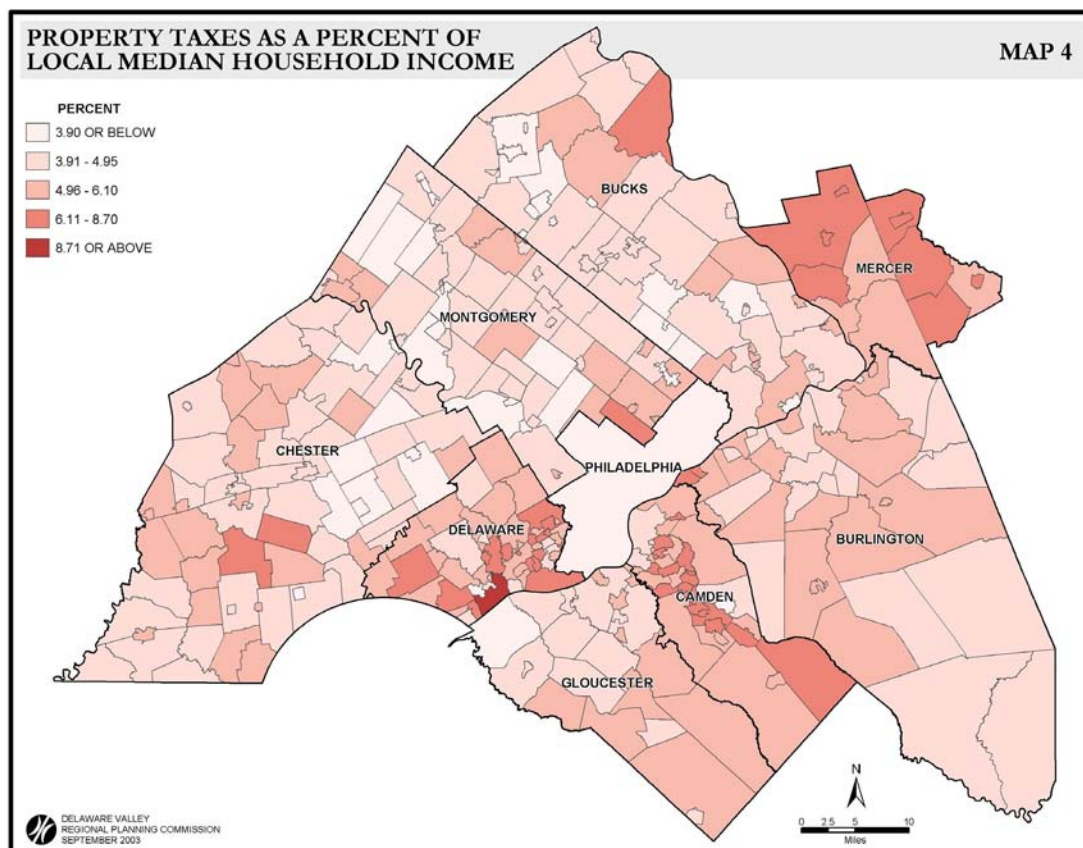 PROPERTY TAXES AS A PERCENT OF
LOCAL MEDIAN HOUSEHOLD INCOME
MAP 4
PERCENT
3.90 OR BELOW
3.91 - 4.95
4.96 - 6.10
6.11 - 8.70
8.71 OR ABOVE
BUCKS
MERCER
MONTGOMERY
CHESTER
PHILADELPHIA
DELAWARE
BURLINGTON
CAMDEN
GLOUCESTER
N
0 2.5 5 10
Miles
DELAWARE VALLEY
REGIONAL PLANNING COMMISSION
SEPTEMBER 2003